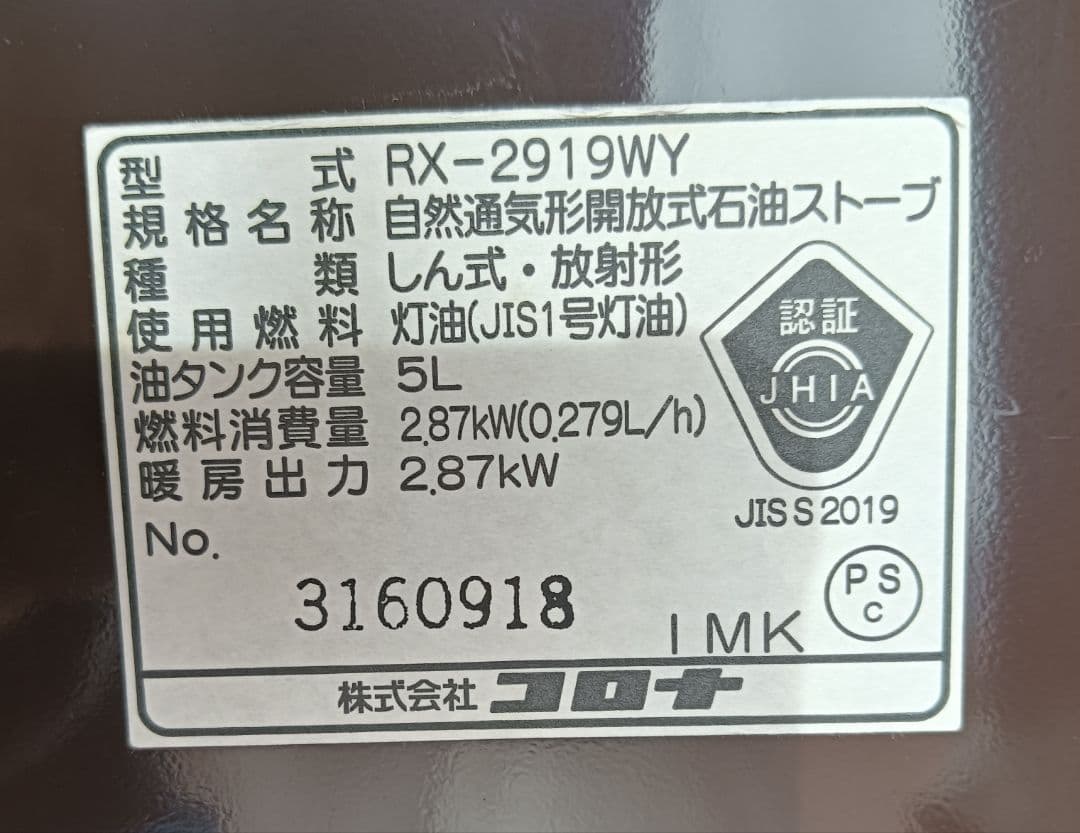 型式 RX-2919WY
規格名称 自然通気形開放式石油ストーブ
種類 しん式・放射形
使用燃料 灯油(JIS1号灯油)
油タンク容量 5L
燃料消費量 2.87kW(0.279L/h)
暖房出力 2.87kW
認証
JHIA
JIS S 2019
No.
3160918
IMK
PS
C
株式会社 コロナ